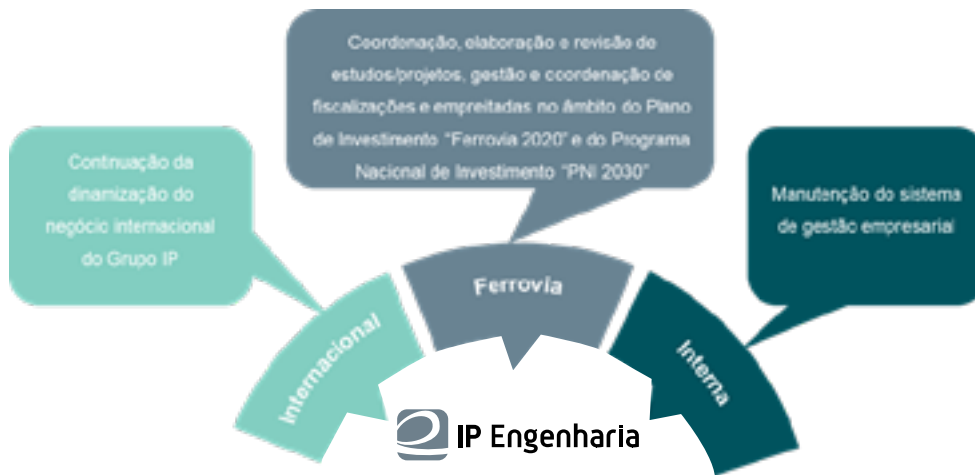 Coordenação, elaboração e revisão de
estudos/projetos, gestão e coordenação de
fiscalizações e empreitadas no âmbito do Plano
de Investimento "Ferrovia 2020" e do Programa
Nacional de Investimento "PNI 2030"
Continuação da
dinamização do
negócio internacional
do Grupo IP
Manutenção do sistema
de gestão empresarial
Internacional
Ferrovia
Interna
IP Engenharia